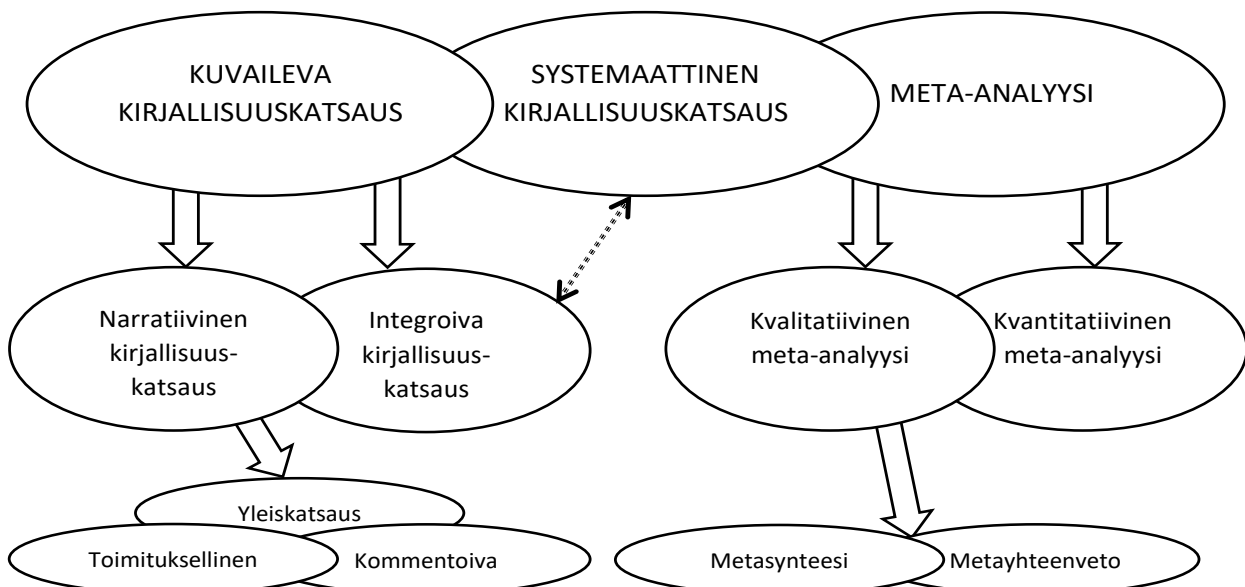 KUVAILEVA
KIRJALLISUUSKATSAUS
SYSTEMAATTINEN
KIRJALLISUUSKATSAUS
META-ANALYYSI
Narratiivinen
kirjallisuus-
katsaus
Integroiva
kirjallisuus-
katsaus
Kvalitatiivinen
meta-analyysi
Kvantitatiivinen
meta-analyysi
Yleiskatsaus
Toimituksellinen
Kommentoiva
Metasynteesi
Metayhteenveto